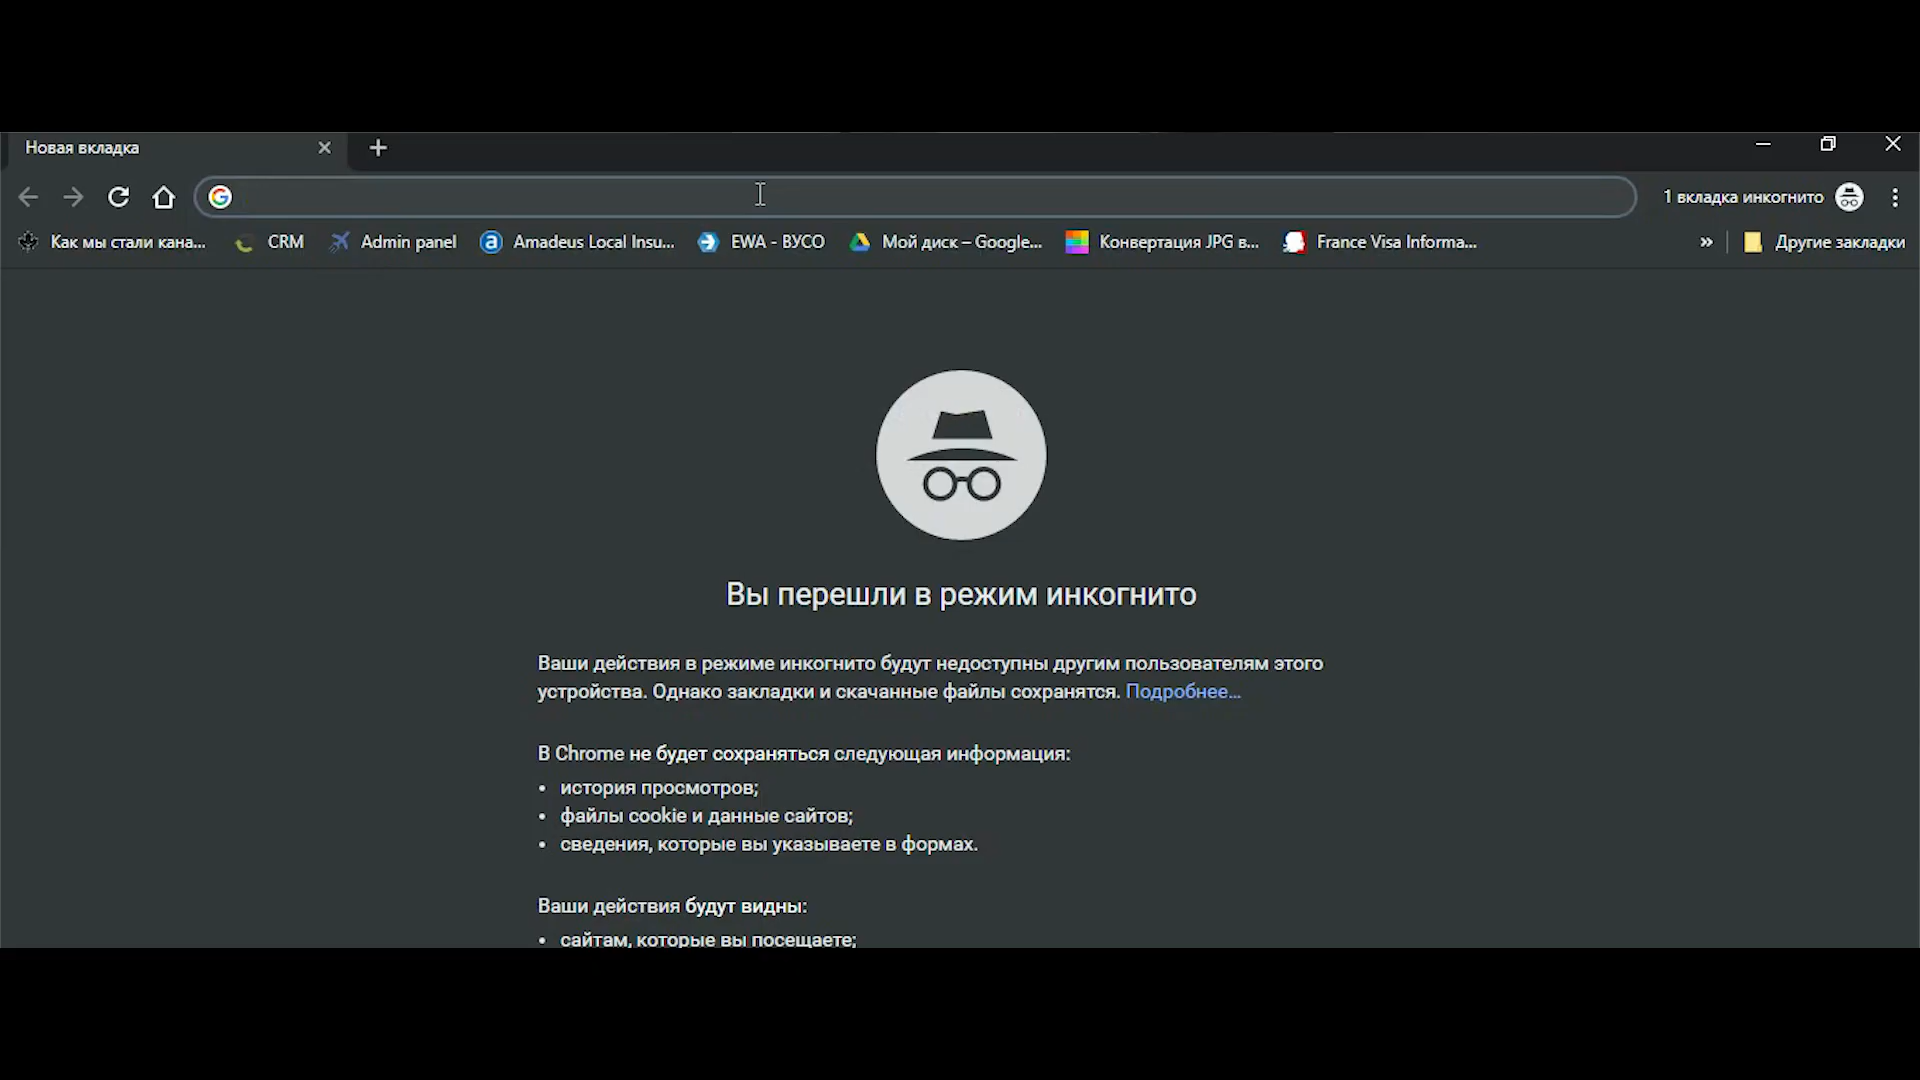 Новая вкладка
1 вкладка инкогнито
Как мы стали кана... CRM Admin panel Amadeus Local Insu... EWA - ВУСО Мой диск – Google... Конвертация JPG в... France Visa Informa... » Другие закладки
Вы перешли в режим инкогнито
Ваши действия в режиме инкогнито будут недоступны другим пользователям этого
устройства. Однако закладки и скачанные файлы сохранятся. Подробнее...
В Chrome не будет сохраняться следующая информация:
• история просмотров;
• файлы cookie и данные сайтов;
• сведения, которые вы указываете в формах.
Ваши действия будут видны:
• сайтам, которые вы посещаете;